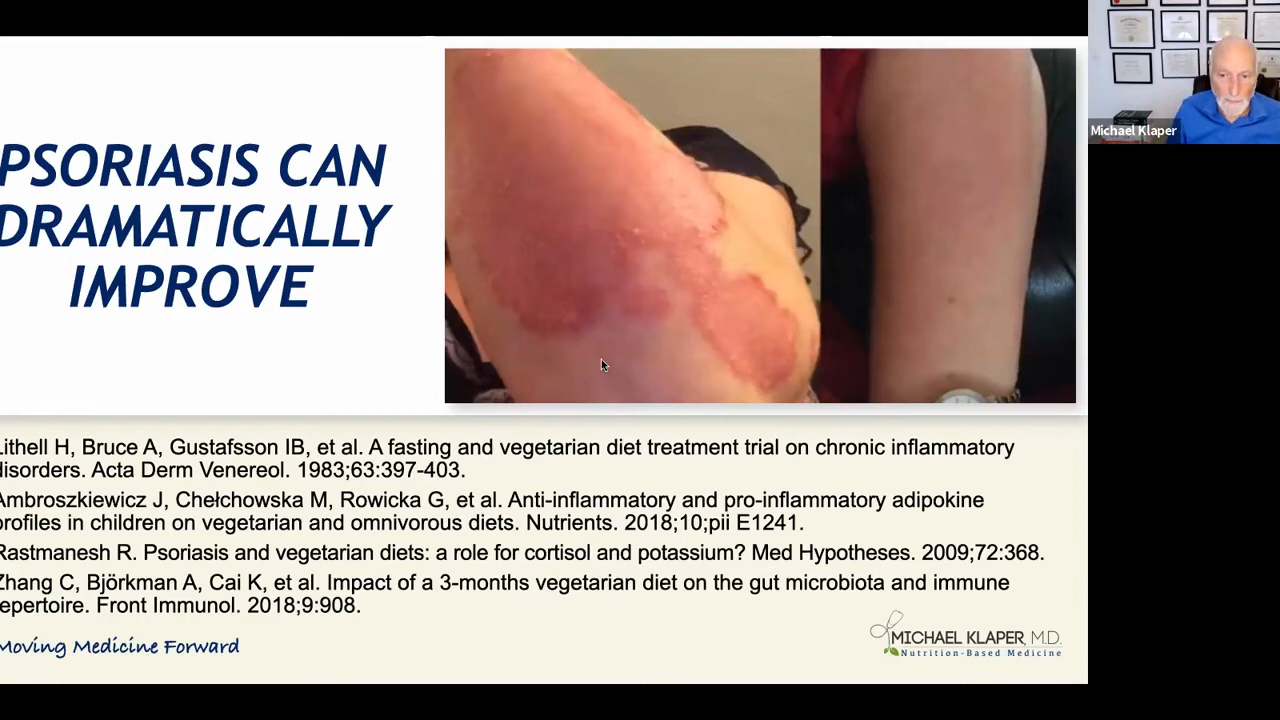 PSORIASIS CAN
DRAMATICALLY
IMPROVE
Michael Klaper
Lithell H, Bruce A, Gustafsson IB, et al. A fasting and vegetarian diet treatment trial on chronic inflammatory
disorders. Acta Derm Venereol. 1983;63:397-403.
Ambroszkiewicz J, Chełchowska M, Rowicka G, et al. Anti-inflammatory and pro-inflammatory adipokine
profiles in children on vegetarian and omnivorous diets. Nutrients. 2018;10;pii E1241.
Rastmanesh R. Psoriasis and vegetarian diets: a role for cortisol and potassium? Med Hypotheses. 2009;72:368.
Zhang C, Björkman A, Cai K, et al. Impact of a 3-months vegetarian diet on the gut microbiota and immune
repertoire. Front Immunol. 2018;9:908.
Moving Medicine Forward
MICHAEL KLAPER, M.D.
Nutrition-Based Medicine